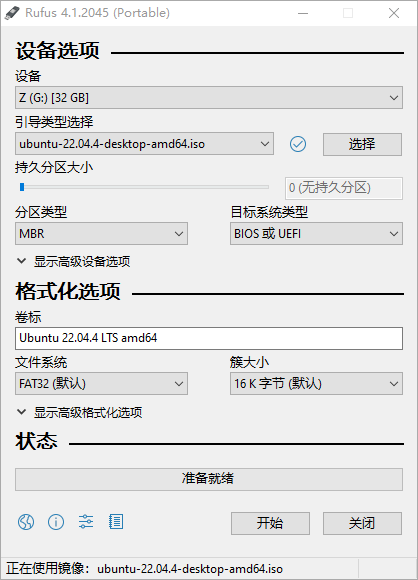 Rufus 4.1.2045 (Portable)
设备选项
设备
Z (G:) [32 GB]
引导类型选择
ubuntu-22.04.4-desktop-amd64.iso
选择
持久分区大小
0 (无持久分区)
分区类型
目标系统类型
MBR
BIOS 或 UEFI
显示高级设备选项
格式化选项
卷标
Ubuntu 22.04.4 LTS amd64
文件系统
簇大小
FAT32 (默认)
16 K 字节 (默认)
显示高级格式化选项
状态
准备就绪
开始
关闭
正在使用镜像：ubuntu-22.04.4-desktop-amd64.iso